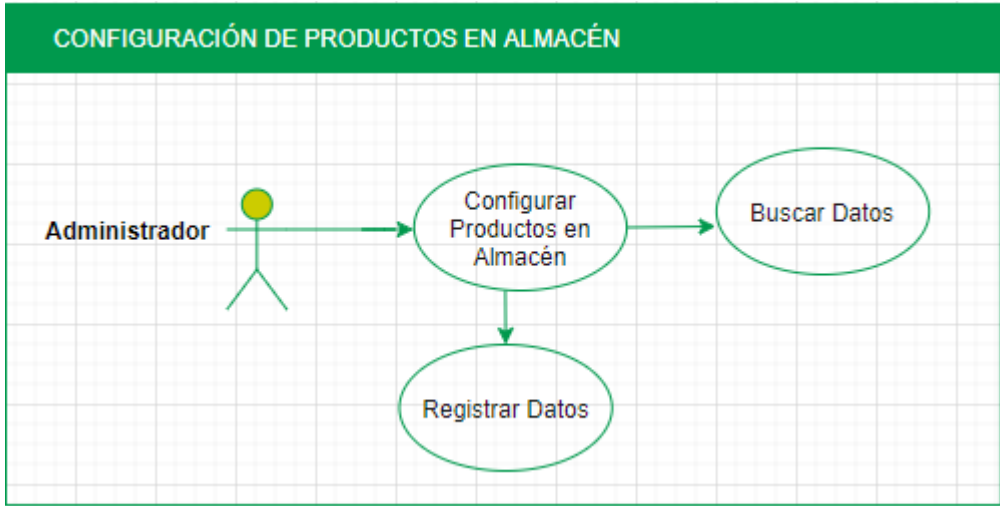 CONFIGURACIÓN DE PRODUCTOS EN ALMACÉN
Administrador
Configurar
Productos en
Almacén
Buscar Datos
Registrar Datos